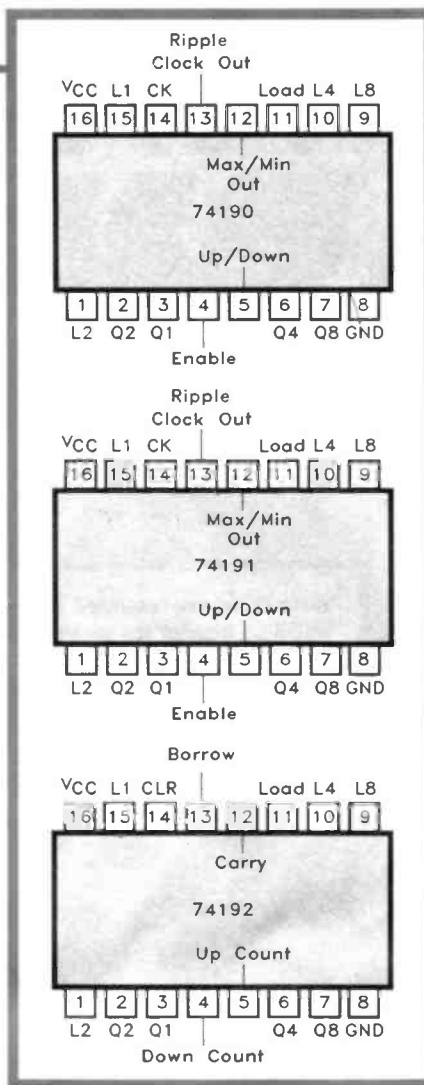 Ripple
Clock Out
VCC L1 CK Load L4 L8
16 15 14 13 12 11 10 9
Max/Min
Out
74190
Up/Down
1 2 3 4 5 6 7 8
L2 Q2 Q1 Q4 Q8 GND
Enable
Ripple
Clock Out
VCC L1 CK Load L4 L8
16 15 14 13 12 11 10 9
Max/Min
Out
74191
Up/Down
1 2 3 4 5 6 7 8
L2 Q2 Q1 Q4 Q8 GND
Enable
Borrow
VCC L1 CLR Load L4 L8
16 15 14 13 12 11 10 9
Carry
74192
Up Count
1 2 3 4 5 6 7 8
L2 Q2 Q1 Q4 Q8 GND
Down Count